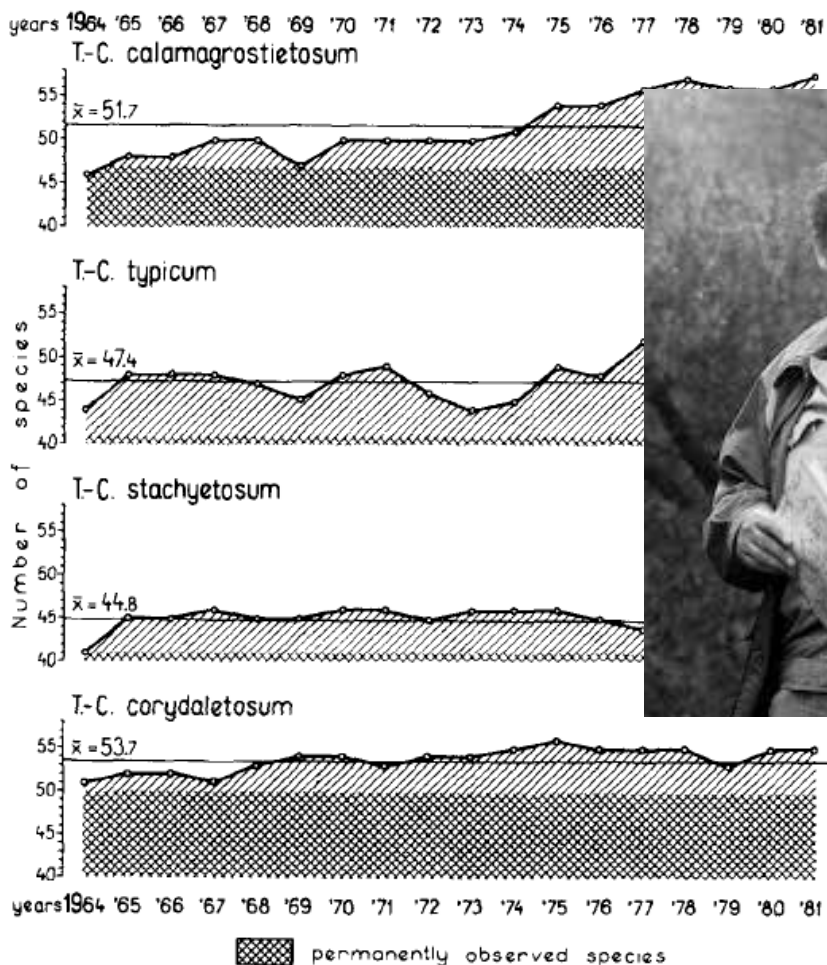 years 1964 '65 '66 '67 '68 '69 '70 '71 '72 '73 '74 '75 '76 '77 '78 '79 '80 '81
T.-C. calamagrostietosum
55
x̄ = 51.7
50
45
40
T.-C. typicum
55
50
x̄ = 47.4
45
40
T.-C. stachyetosum
55
50
x̄ = 44.8
45
40
Number of species
T.-C. corydaletosum
55
x̄ = 53.7
50
45
40
years 1964 '65 '66 '67 '68 '69 '70 '71 '72 '73 '74 '75 '76 '77 '78 '79 '80 '81
permanently observed species